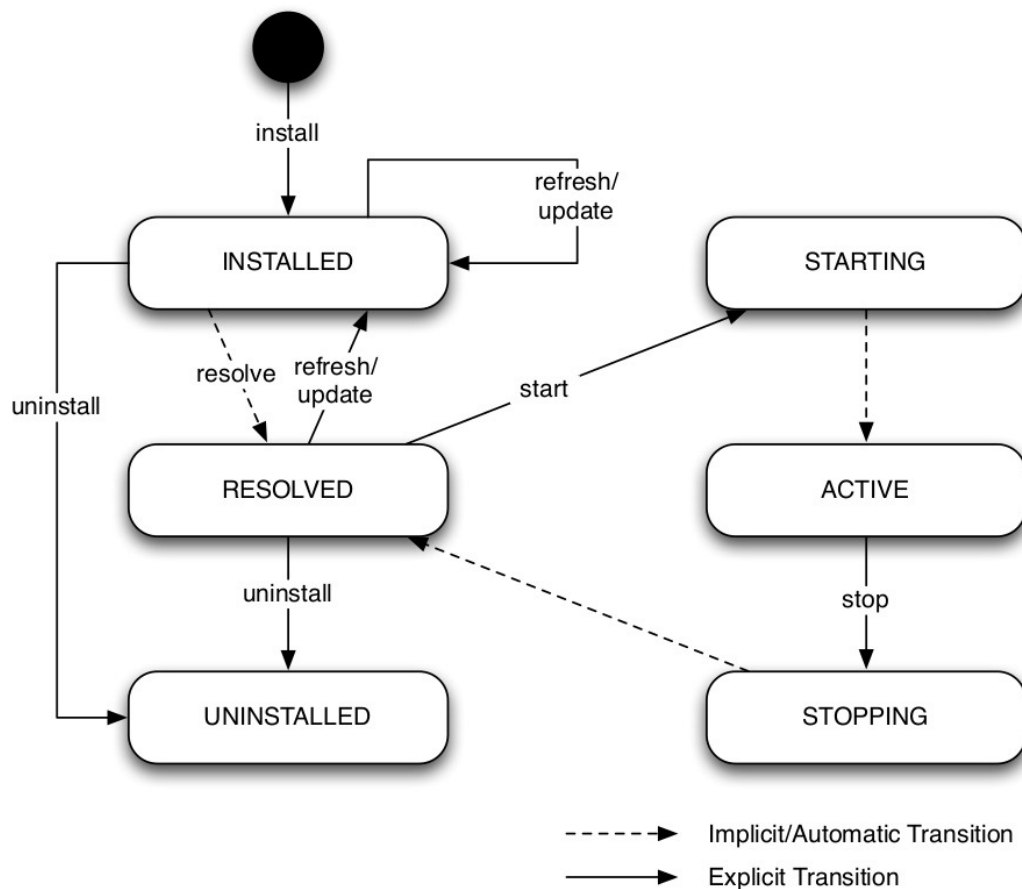 install
refresh/
update
INSTALLED
STARTING
resolve
refresh/
update
start
uninstall
RESOLVED
ACTIVE
uninstall
stop
UNINSTALLED
STOPPING
Implicit/Automatic Transition
Explicit Transition